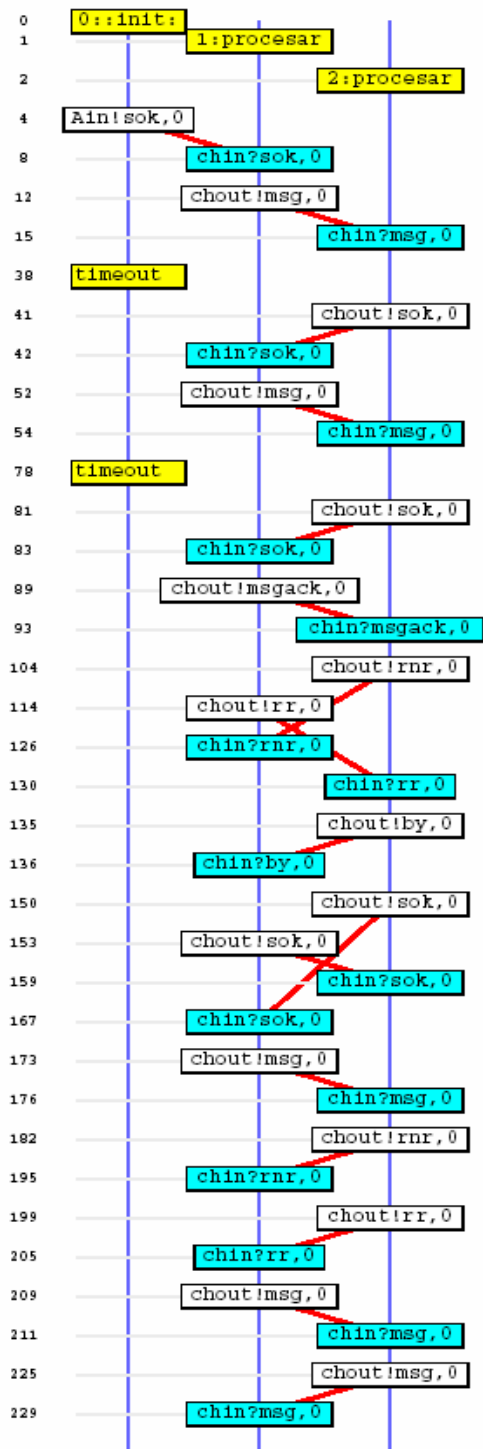 0 0::init:
1 1:procesar
2 2:procesar
4 Ain!sok,0
8 chin?sok,0
12 chout!msg,0
15 chin?msg,0
38 timeout
41 chout!sok,0
42 chin?sok,0
52 chout!msg,0
54 chin?msg,0
78 timeout
81 chout!sok,0
83 chin?sok,0
89 chout!msgack,0
93 chin?msgack,0
104 chout!rnr,0
114 chout!rr,0
126 chin?rnr,0
130 chin?rr,0
135 chout!by,0
136 chin?by,0
150 chout!sok,0
153 chout!sok,0
159 chin?sok,0
167 chin?sok,0
173 chout!msg,0
176 chin?msg,0
182 chout!rnr,0
195 chin?rnr,0
199 chout!rr,0
205 chin?rr,0
209 chout!msg,0
211 chin?msg,0
225 chout!msg,0
229 chin?msg,0